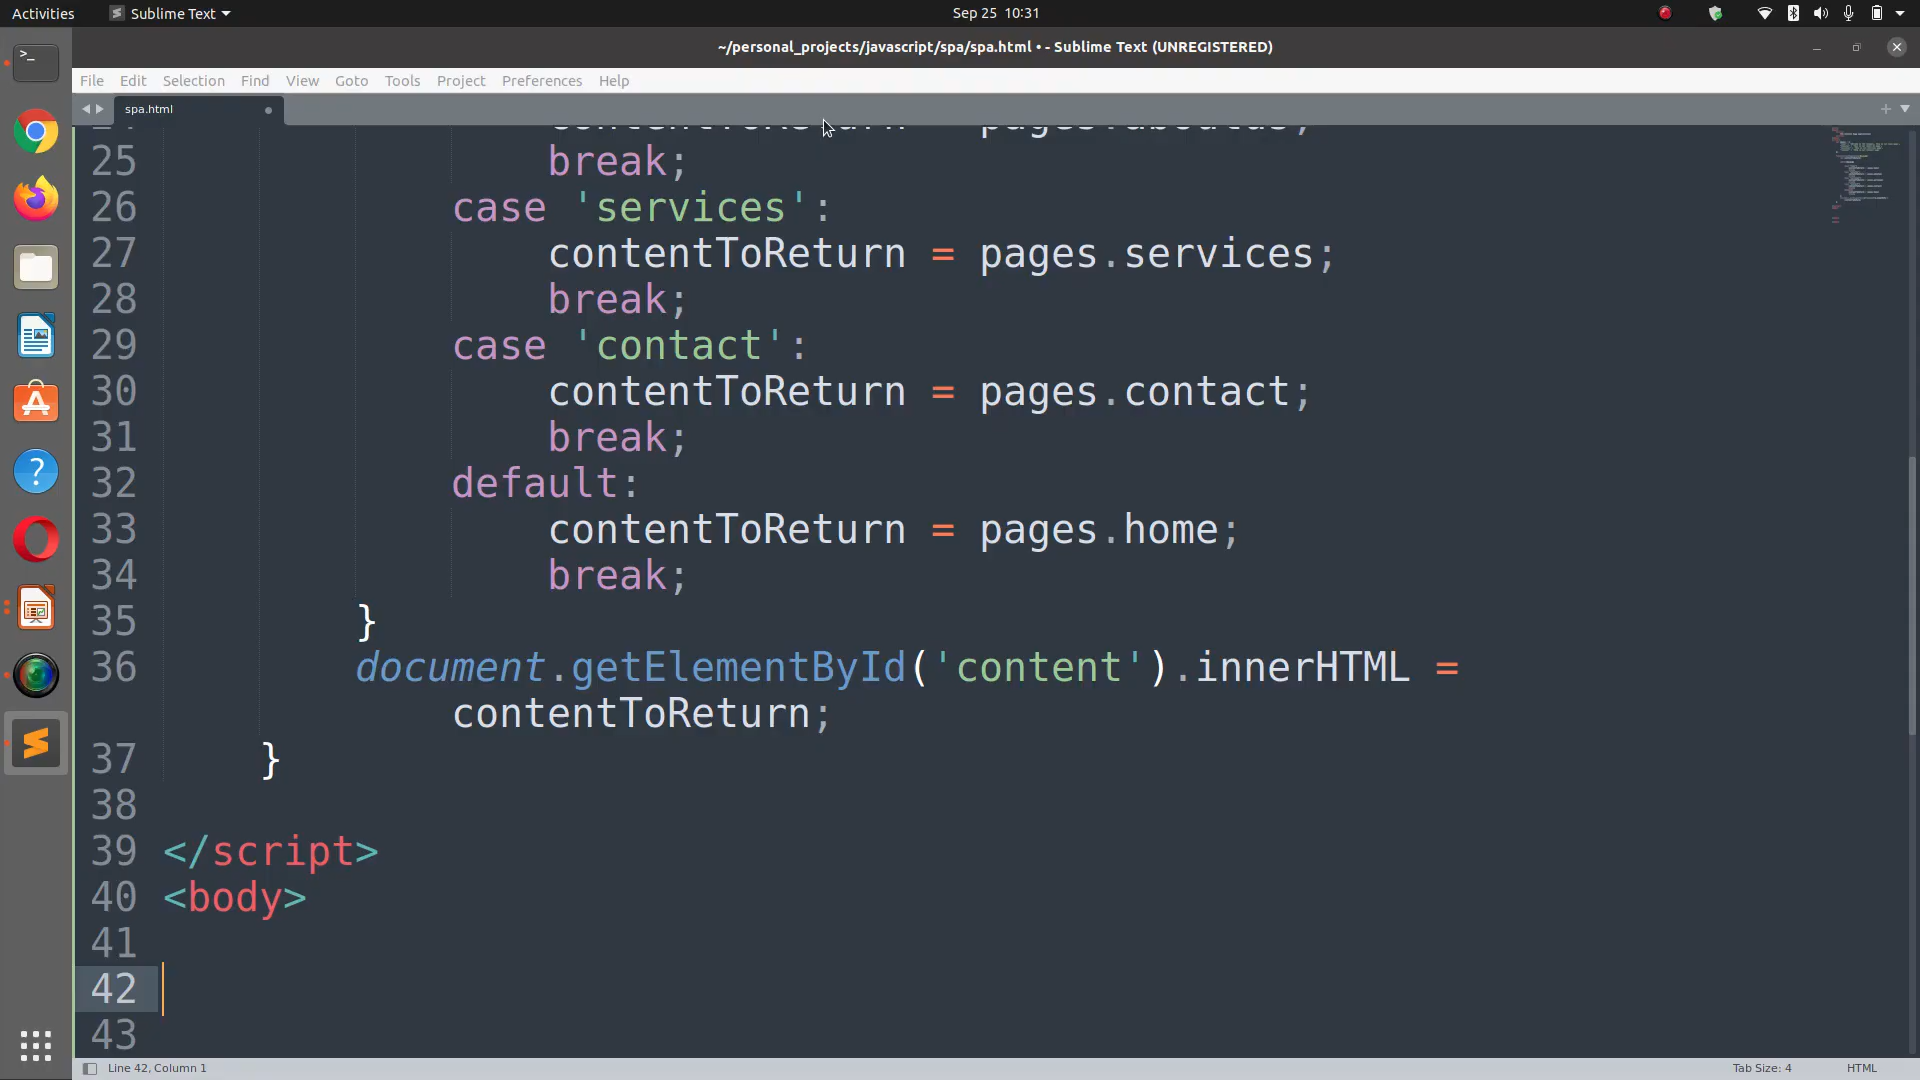 Activities Sublime Text Sep 25 10:31
~/personal_projects/javascript/spa/spa.html • - Sublime Text (UNREGISTERED)
File Edit Selection Find View Goto Tools Project Preferences Help
spa.html
24 contentToReturn = pages.aboutus;
25 break;
26 case 'services':
27 contentToReturn = pages.services;
28 break;
29 case 'contact':
30 contentToReturn = pages.contact;
31 break;
32 default:
33 contentToReturn = pages.home;
34 break;
35 }
36 document.getElementById('content').innerHTML =
contentToReturn;
37 }
38
39 </script>
40 <body>
41
42
43
Line 42, Column 1 Tab Size: 4 HTML